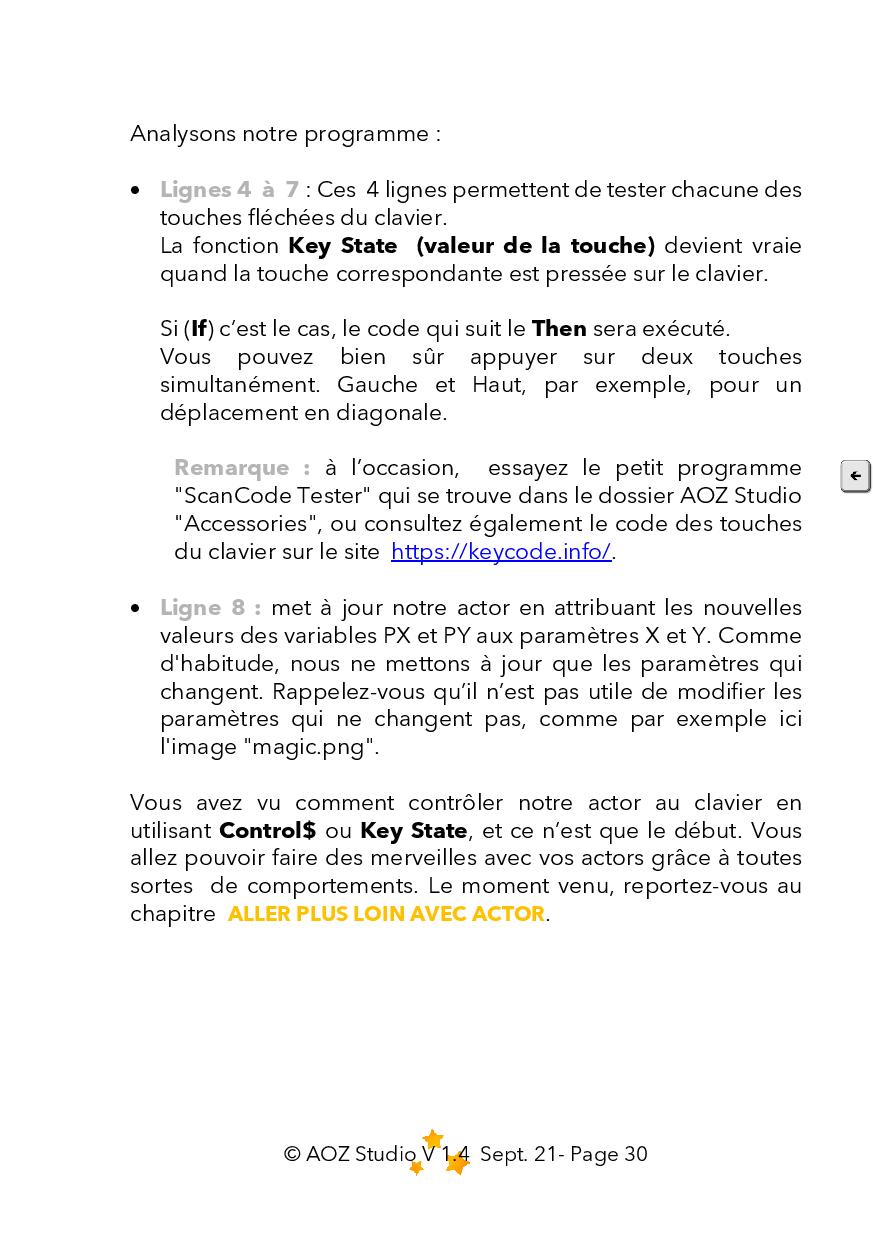 Analysons notre programme :
• Lignes 4 à 7 : Ces 4 lignes permettent de tester chacune des
touches fléchées du clavier.
La fonction Key State (valeur de la touche) devient vraie
quand la touche correspondante est pressée sur le clavier.
Si (If) c’est le cas, le code qui suit le Then sera exécuté.
Vous pouvez bien sûr appuyer sur deux touches
simultanément. Gauche et Haut, par exemple, pour un
déplacement en diagonale.
Remarque : à l’occasion, essayez le petit programme
"ScanCode Tester" qui se trouve dans le dossier AOZ Studio
"Accessories", ou consultez également le code des touches
du clavier sur le site https://keycode.info/.
• Ligne 8 : met à jour notre actor en attribuant les nouvelles
valeurs des variables PX et PY aux paramètres X et Y. Comme
d'habitude, nous ne mettons à jour que les paramètres qui
changent. Rappelez-vous qu’il n’est pas utile de modifier les
paramètres qui ne changent pas, comme par exemple ici
l'image "magic.png".
Vous avez vu comment contrôler notre actor au clavier en
utilisant Control$ ou Key State, et ce n’est que le début. Vous
allez pouvoir faire des merveilles avec vos actors grâce à toutes
sortes de comportements. Le moment venu, reportez-vous au
chapitre ALLER PLUS LOIN AVEC ACTOR.
© AOZ Studio V 1.4 Sept. 21- Page 30